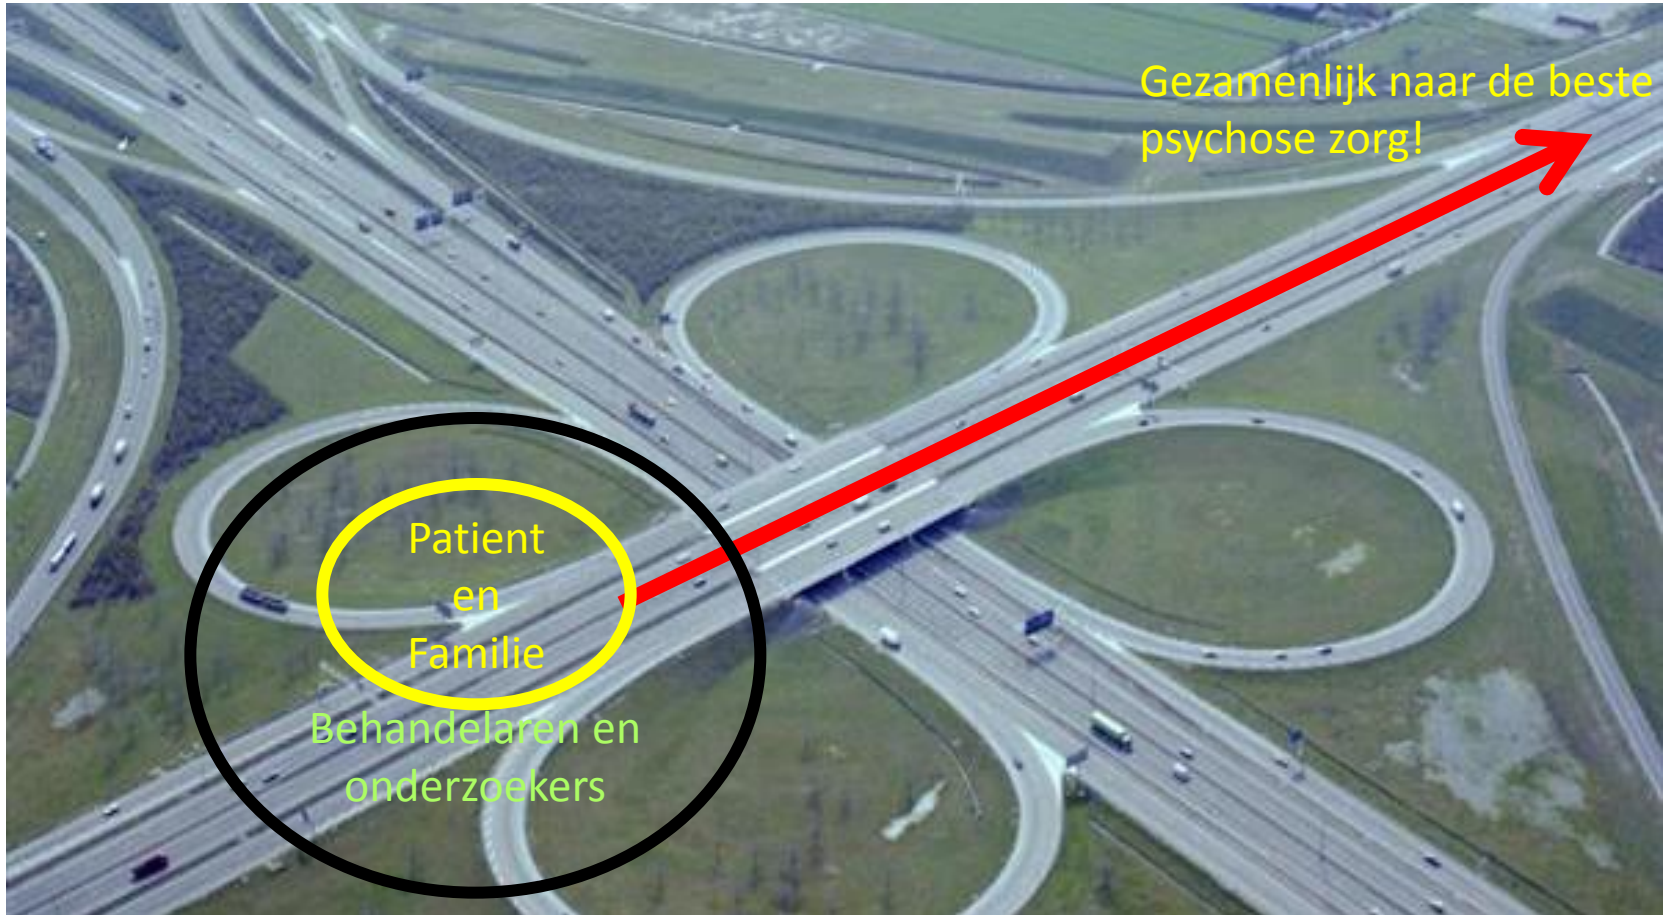 Gezamenlijk naar de beste
psychose zorg!
Patient
en
Familie
Behandelaren en
onderzoekers